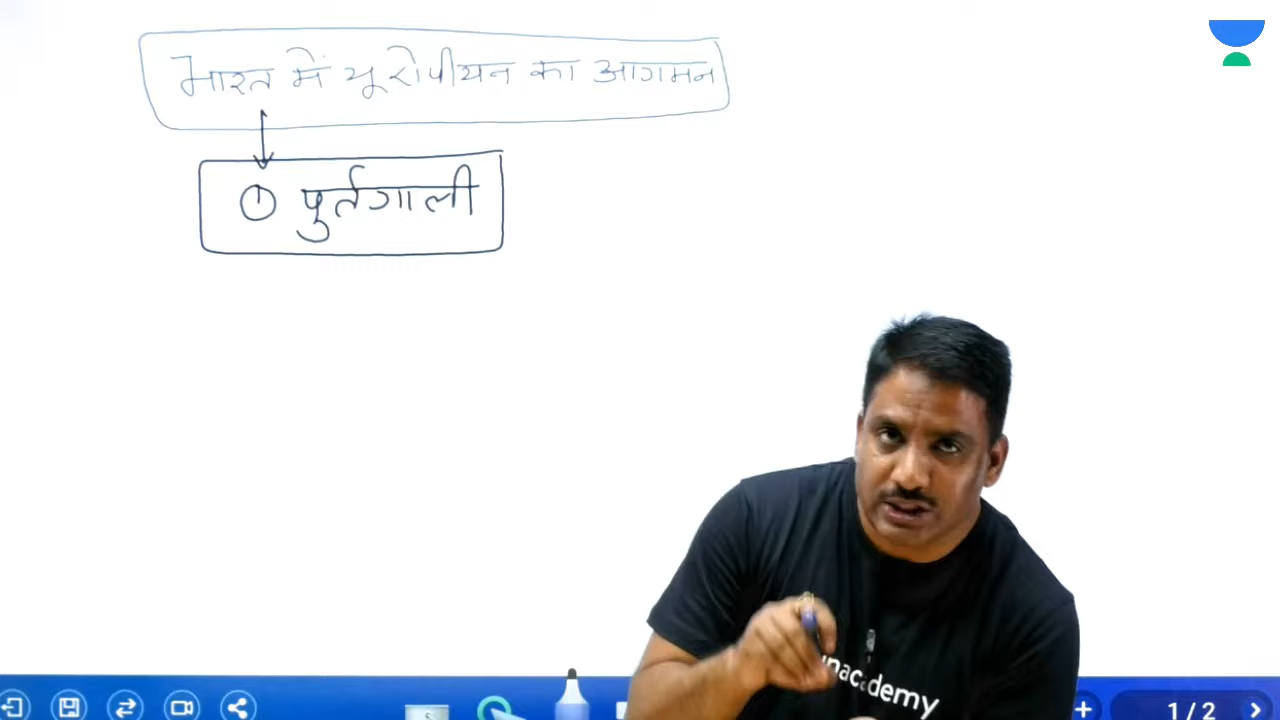 भारत में यूरोपीयन का आगमन
① पुर्तगाली
unacademy
1 / 2